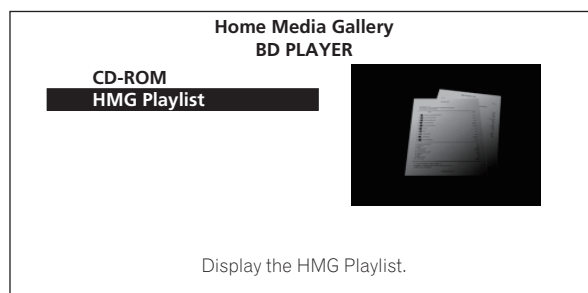 Home Media Gallery
BD PLAYER
CD-ROM
HMG Playlist
Display the HMG Playlist.